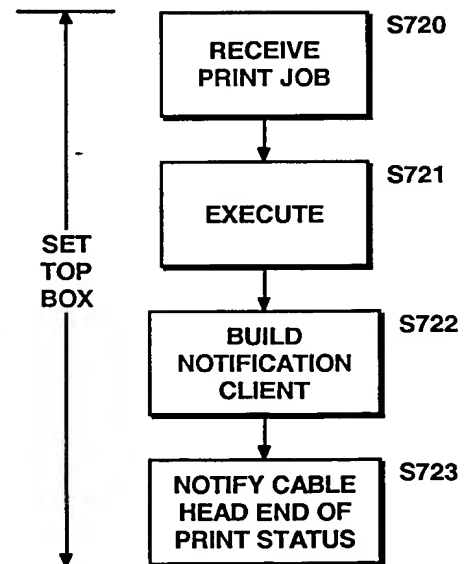 RECEIVE
PRINT JOB
S720
EXECUTE
S721
SET
TOP
BOX
BUILD
NOTIFICATION
CLIENT
S722
NOTIFY CABLE
HEAD END OF
PRINT STATUS
S723